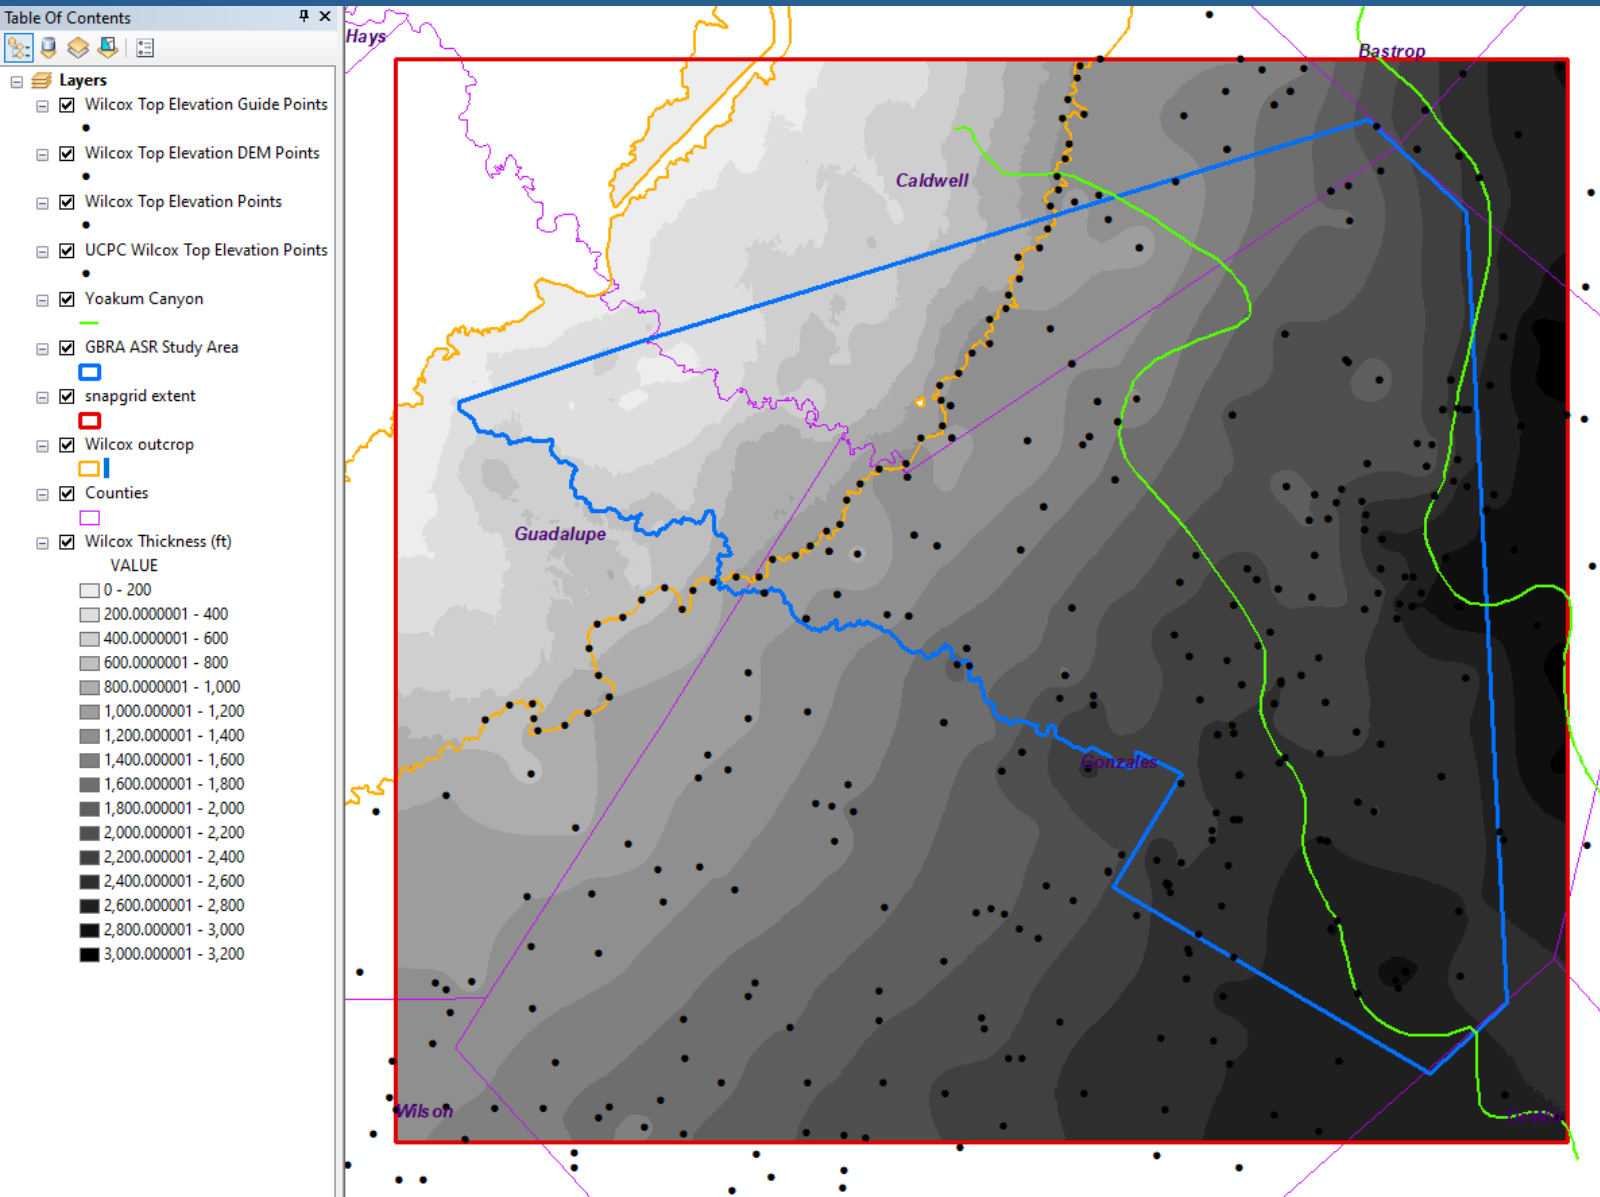 Table Of Contents
Layers
Wilcox Top Elevation Guide Points
Wilcox Top Elevation DEM Points
Wilcox Top Elevation Points
UCPC Wilcox Top Elevation Points
Yoakum Canyon
GBRA ASR Study Area
snapgrid extent
Wilcox outcrop
Counties
Wilcox Thickness (ft)
VALUE
0 - 200
200.0000001 - 400
400.0000001 - 600
600.0000001 - 800
800.0000001 - 1,000
1,000.000001 - 1,200
1,200.000001 - 1,400
1,400.000001 - 1,600
1,600.000001 - 1,800
1,800.000001 - 2,000
2,000.000001 - 2,200
2,200.000001 - 2,400
2,400.000001 - 2,600
2,600.000001 - 2,800
2,800.000001 - 3,000
3,000.000001 - 3,200
Hays
Bastrop
Caldwell
Guadalupe
Gonzales
Wilson